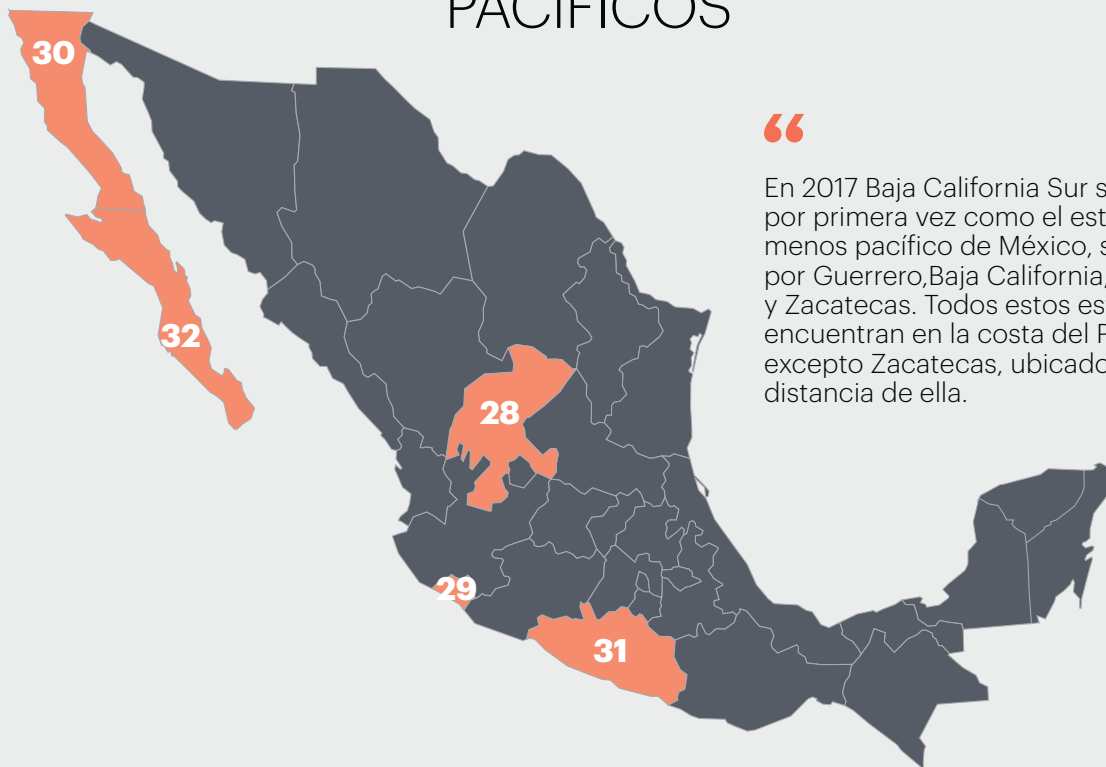 PACÍFICOS
30
“
En 2017 Baja California Sur s
por primera vez como el est
menos pacífico de México, s
por Guerrero,Baja California,
y Zacatecas. Todos estos es
encuentran en la costa del P
excepto Zacatecas, ubicado
distancia de ella.
32
28
29
31